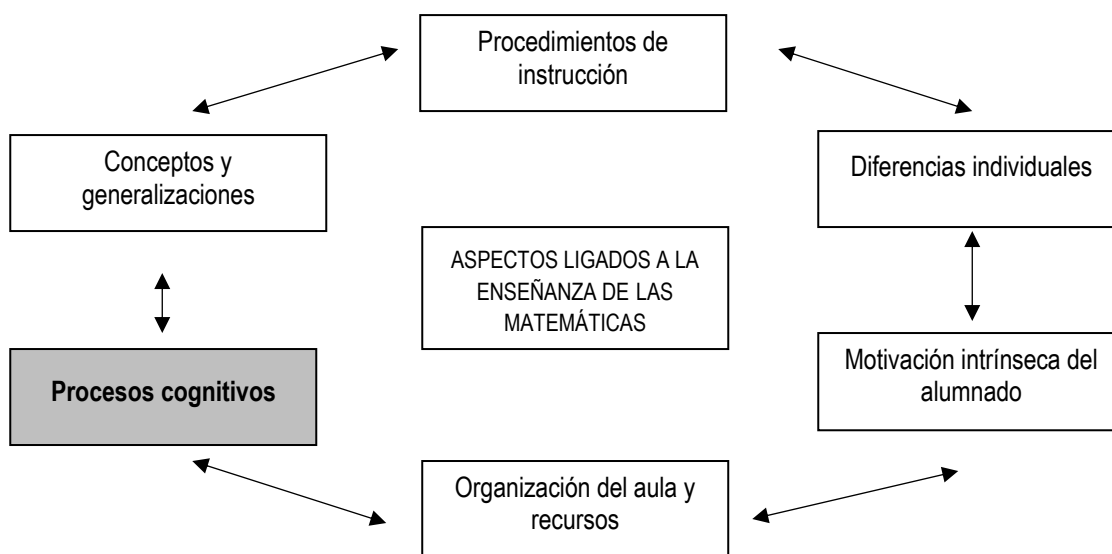 Procedimientos de
instrucción
Conceptos y
generalizaciones
Diferencias individuales
ASPECTOS LIGADOS A LA
ENSEÑANZA DE LAS
MATEMÁTICAS
Procesos cognitivos
Motivación intrínseca del
alumnado
Organización del aula y
recursos